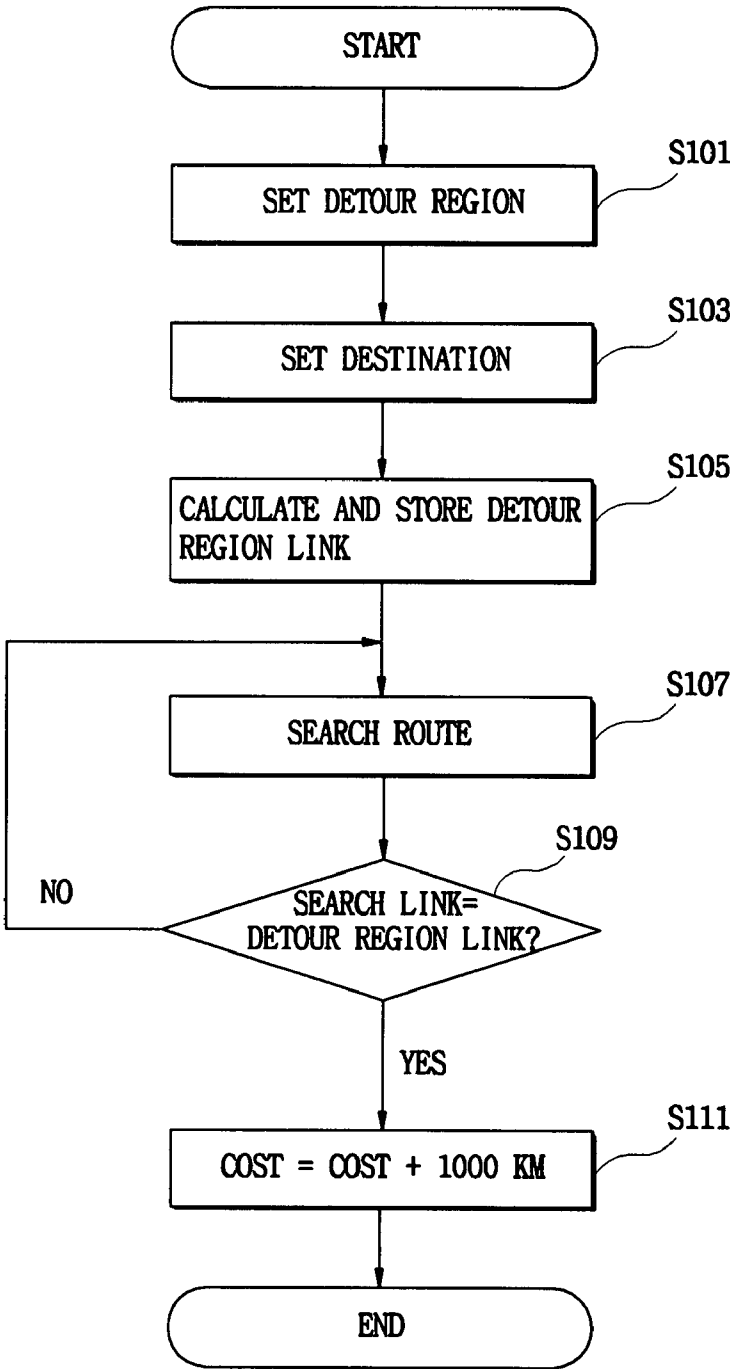 START
S101
SET DETOUR REGION
S103
SET DESTINATION
S105
CALCULATE AND STORE DETOUR
REGION LINK
S107
SEARCH ROUTE
S109
NO
SEARCH LINK=
DETOUR REGION LINK?
YES
S111
COST = COST + 1000 KM
END